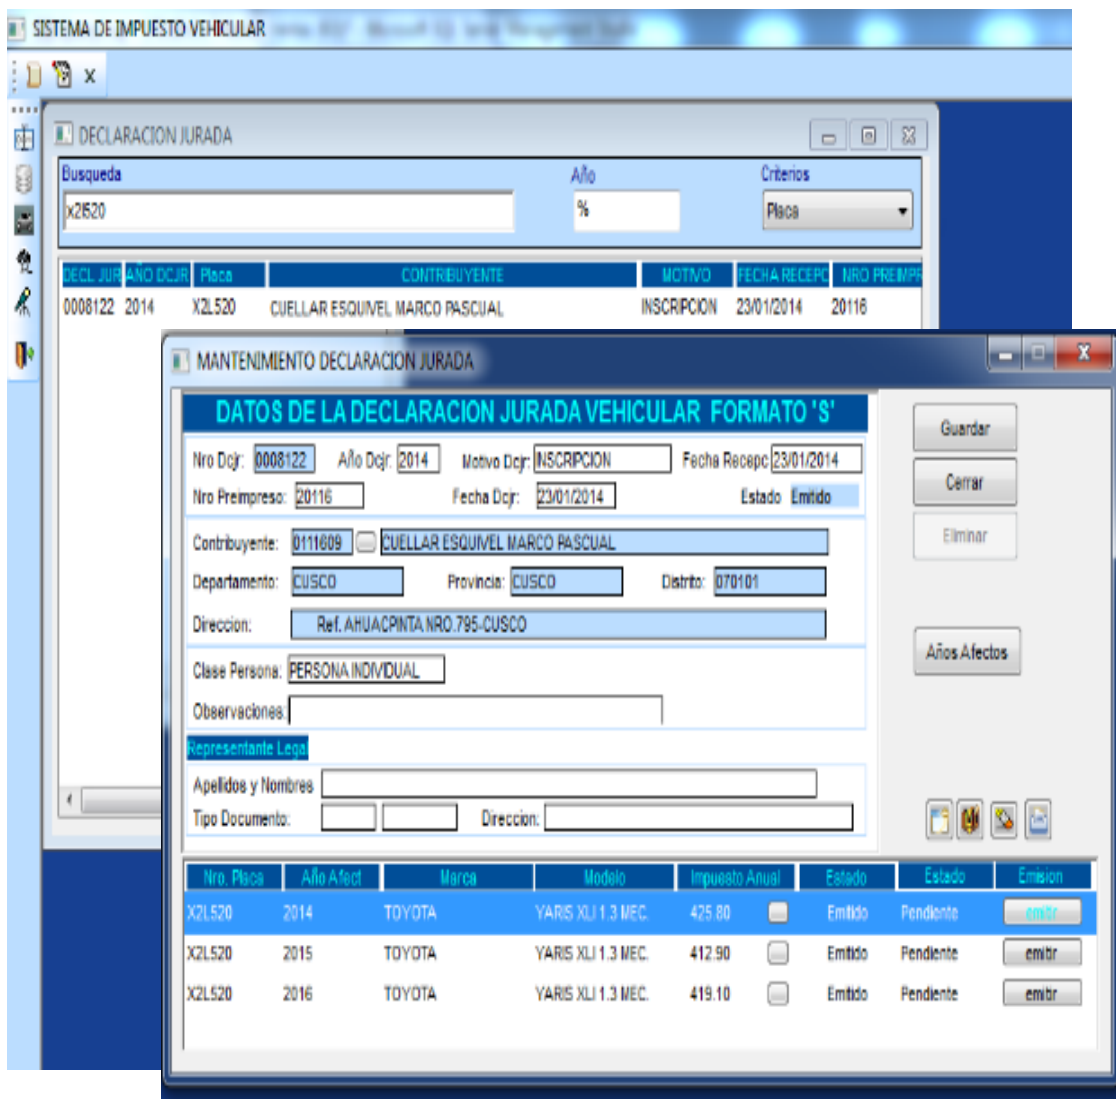 SISTEMA DE IMPUESTO VEHICULAR
DECLARACION JURADA
Busqueda Año Criterios
x2l520 % Placa
DECL. JUR AÑO DCJR Placa CONTRIBUYENTE MOTIVO FECHA RECEPC NRO PREIMPR
0008122 2014 X2L520 CUELLAR ESQUIVEL MARCO PASCUAL INSCRIPCION 23/01/2014 20116
MANTENIMIENTO DECLARACION JURADA
DATOS DE LA DECLARACION JURADA VEHICULAR FORMATO 'S'
Guardar
Nro Dcjr: 0008122 Año Dcjr: 2014 Motivo Dcjr: INSCRIPCION Fecha Recepc 23/01/2014
Cerrar
Nro Preimpreso: 20116 Fecha Dcjr: 23/01/2014 Estado Emitido
Eliminar
Contribuyente: 0111609 CUELLAR ESQUIVEL MARCO PASCUAL
Departamento: CUSCO Provincia: CUSCO Distrito: 070101
Direccion: Ref. AHUACPINTA NRO.795-CUSCO
Años Afectos
Clase Persona: PERSONA INDIVIDUAL
Observaciones:
Representante Legal
Apellidos y Nombres
Tipo Documento: Direccion:
Nro. Placa Año Afect Marca Modelo Impuesto Anual Estado Estado Emision
X2L520 2014 TOYOTA YARIS XLI 1.3 MEC. 425.80 Emitido Pendiente emitir
X2L520 2015 TOYOTA YARIS XLI 1.3 MEC. 412.90 Emitido Pendiente emitir
X2L520 2016 TOYOTA YARIS XLI 1.3 MEC. 419.10 Emitido Pendiente emitir